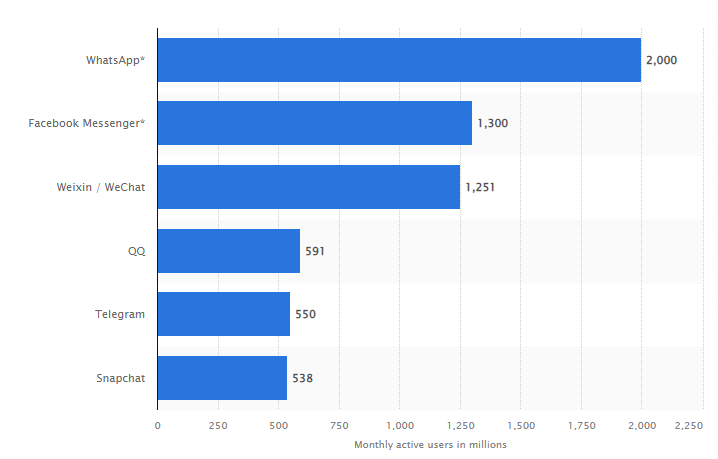 WhatsApp* 2,000
Facebook Messenger* 1,300
Weixin / WeChat 1,251
QQ 591
Telegram 550
Snapchat 538
0 250 500 750 1,000 1,250 1,500 1,750 2,000 2,250
Monthly active users in millions